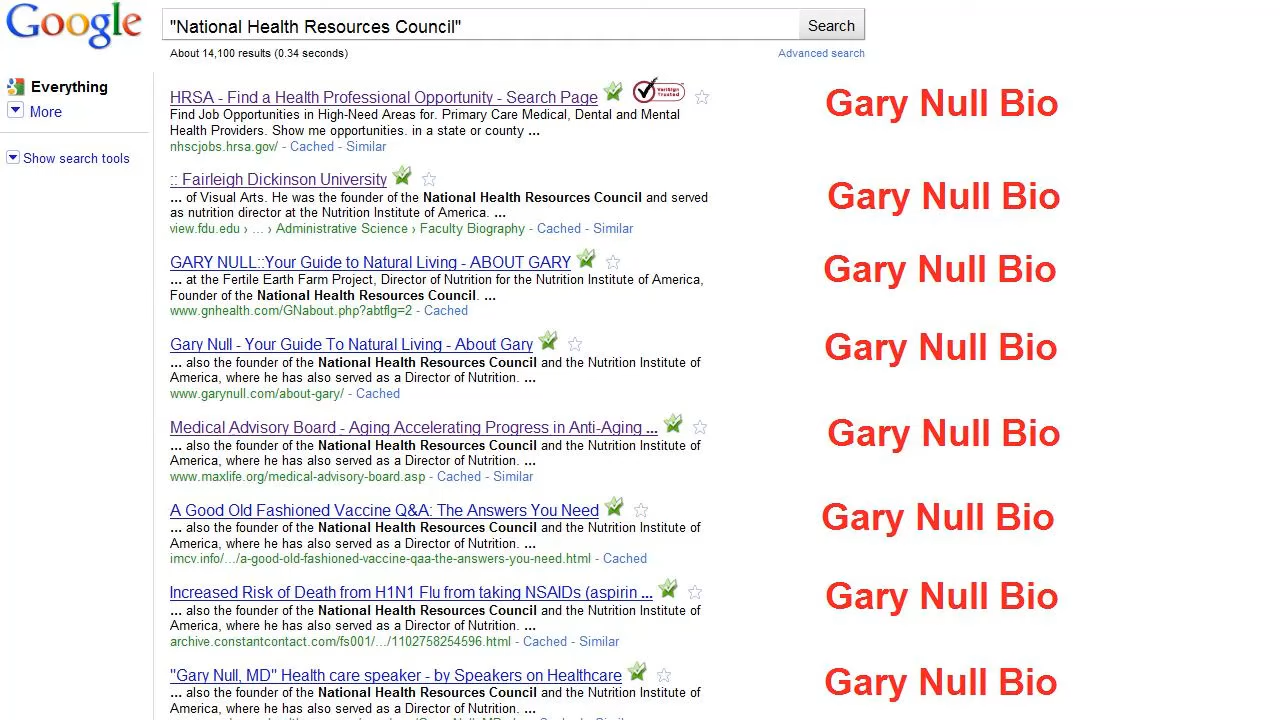 Google
"National Health Resources Council"
Search
About 14,100 results (0.34 seconds)
Advanced search
Everything
More
Show search tools
HRSA - Find a Health Professional Opportunity - Search Page
VeriSign Trusted
Gary Null Bio
Find Job Opportunities in High-Need Areas for. Primary Care Medical, Dental and Mental
Health Providers. Show me opportunities. in a state or county ...
nhscjobs.hrsa.gov/ - Cached - Similar
:: Fairleigh Dickinson University
Gary Null Bio
... of Visual Arts. He was the founder of the National Health Resources Council and served
as nutrition director at the Nutrition Institute of America. ...
view.fdu.edu › ... › Administrative Science › Faculty Biography - Cached - Similar
GARY NULL::Your Guide to Natural Living - ABOUT GARY
Gary Null Bio
... at the Fertile Earth Farm Project, Director of Nutrition for the Nutrition Institute of America,
Founder of the National Health Resources Council. ...
www.gnhealth.com/GNabout.php?abtflg=2 - Cached
Gary Null - Your Guide To Natural Living - About Gary
Gary Null Bio
... also the founder of the National Health Resources Council and the Nutrition Institute of
America, where he has also served as a Director of Nutrition. ...
www.garynull.com/about-gary/ - Cached
Medical Advisory Board - Aging Accelerating Progress in Anti-Aging ...
Gary Null Bio
... also the founder of the National Health Resources Council and the Nutrition Institute of
America, where he has also served as a Director of Nutrition. ...
www.maxlife.org/medical-advisory-board.asp - Cached - Similar
A Good Old Fashioned Vaccine Q&A: The Answers You Need
Gary Null Bio
... also the founder of the National Health Resources Council and the Nutrition Institute of
America, where he has also served as a Director of Nutrition. ...
imcv.info/.../a-good-old-fashioned-vaccine-qaa-the-answers-you-need.html - Cached
Increased Risk of Death from H1N1 Flu from taking NSAIDs (aspirin ...
Gary Null Bio
... also the founder of the National Health Resources Council and the Nutrition Institute of
America, where he has also served as a Director of Nutrition. ...
archive.constantcontact.com/fs001/.../1102758254596.html - Cached - Similar
"Gary Null, MD" Health care speaker - by Speakers on Healthcare
Gary Null Bio
... also the founder of the National Health Resources Council and the Nutrition Institute of
America, where he has also served as a Director of Nutrition. ...